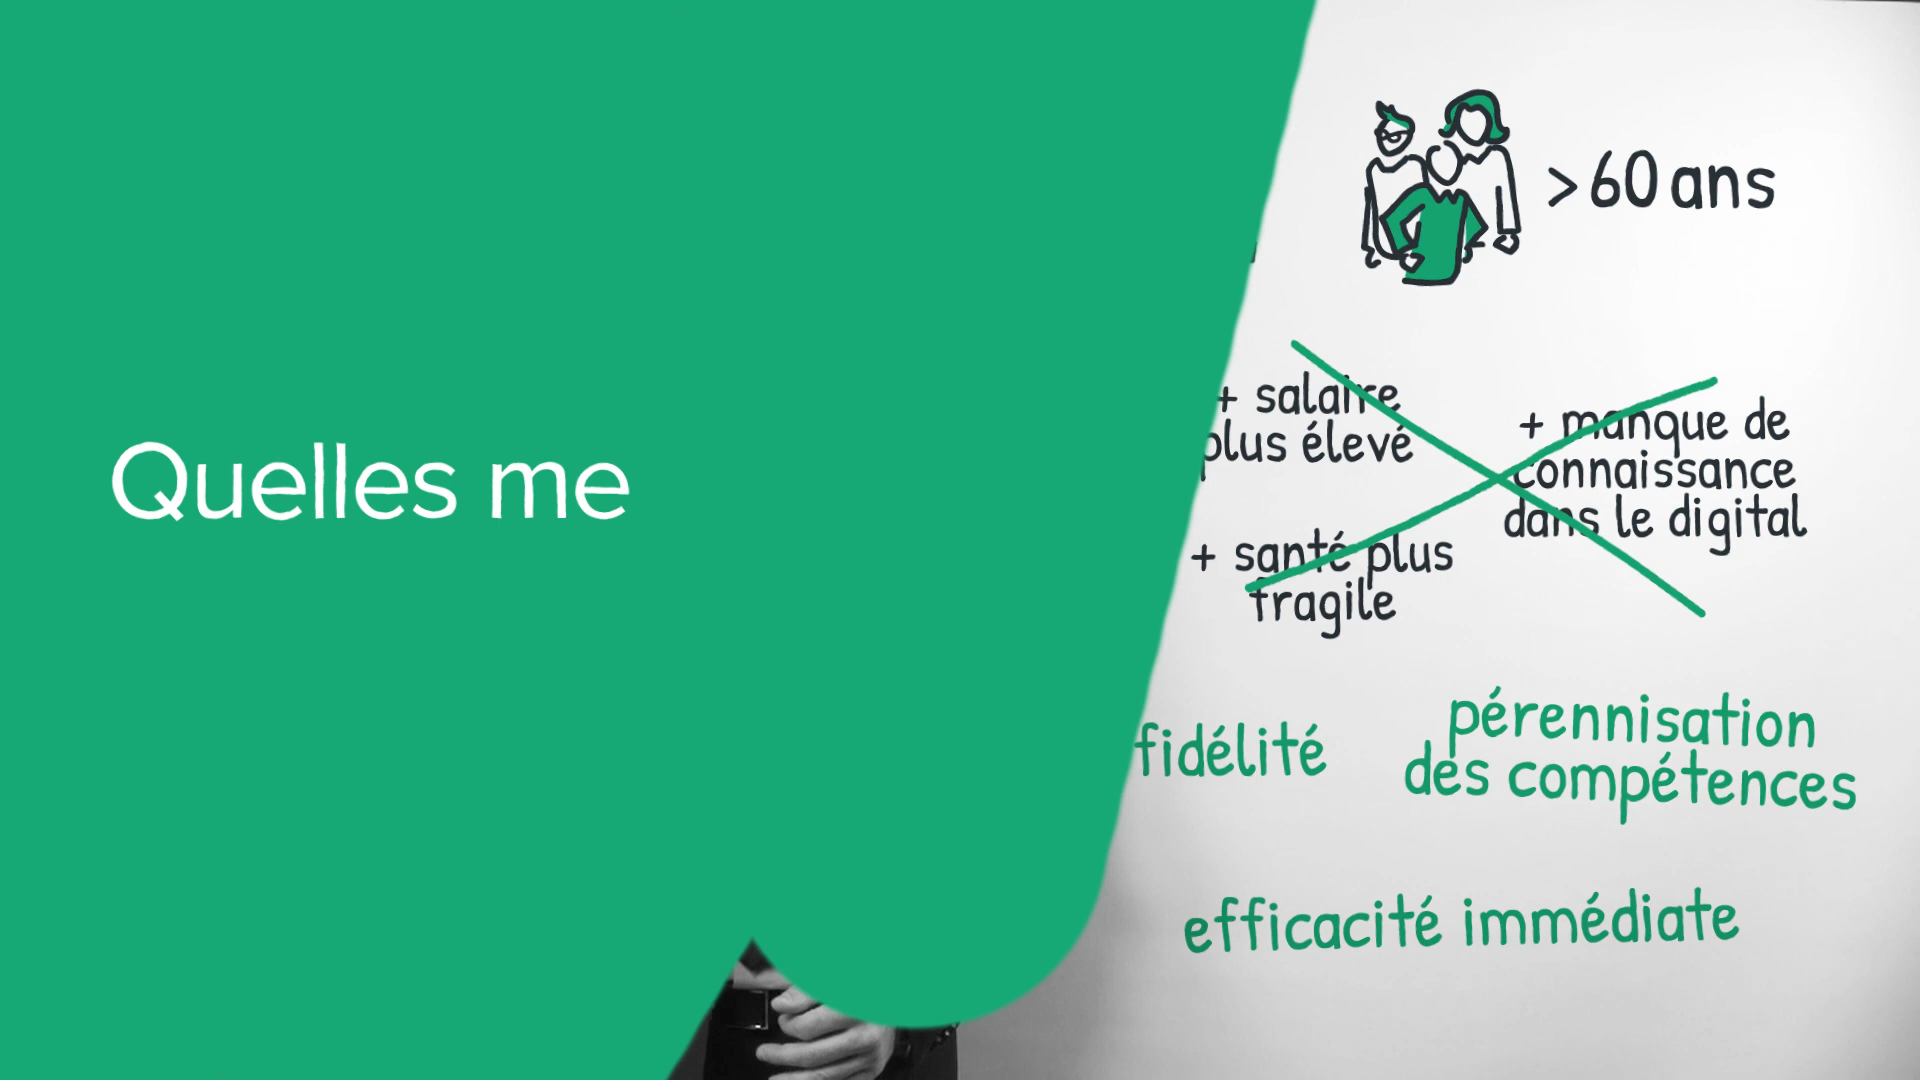 Quelles me
> 60 ans
+ salaire
plus élevé
+ manque de
connaissance
dans le digital
+ santé plus
fragile
fidélité
pérennisation
des compétences
efficacité immédiate